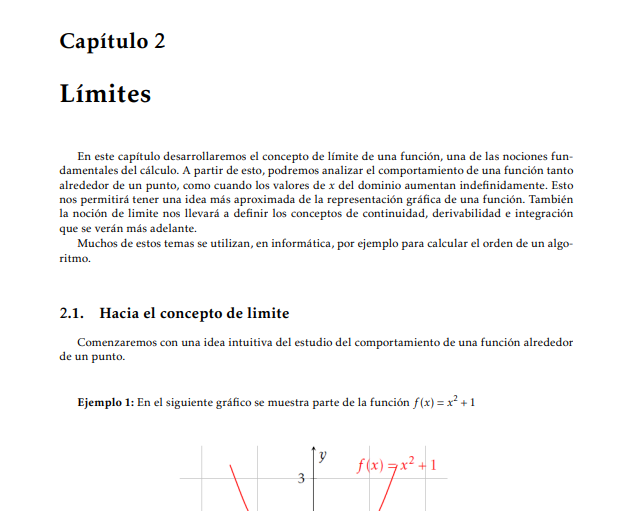 Capítulo 2
Límites
En este capítulo desarrollaremos el concepto de límite de una función, una de las nociones fun-
damentales del cálculo. A partir de esto, podremos analizar el comportamiento de una función tanto
alrededor de un punto, como cuando los valores de x del dominio aumentan indefinidamente. Esto
nos permitirá tener una idea más aproximada de la representación gráfica de una función. También
la noción de limite nos llevará a definir los conceptos de continuidad, derivabilidad e integración
que se verán más adelante.
Muchos de estos temas se utilizan, en informática, por ejemplo para calcular el orden de un algo-
ritmo.
2.1. Hacia el concepto de limite
Comenzaremos con una idea intuitiva del estudio del comportamiento de una función alrededor
de un punto.
Ejemplo 1: En el siguiente gráfico se muestra parte de la función f(x) = x² + 1
y
f(x) = x² + 1
3